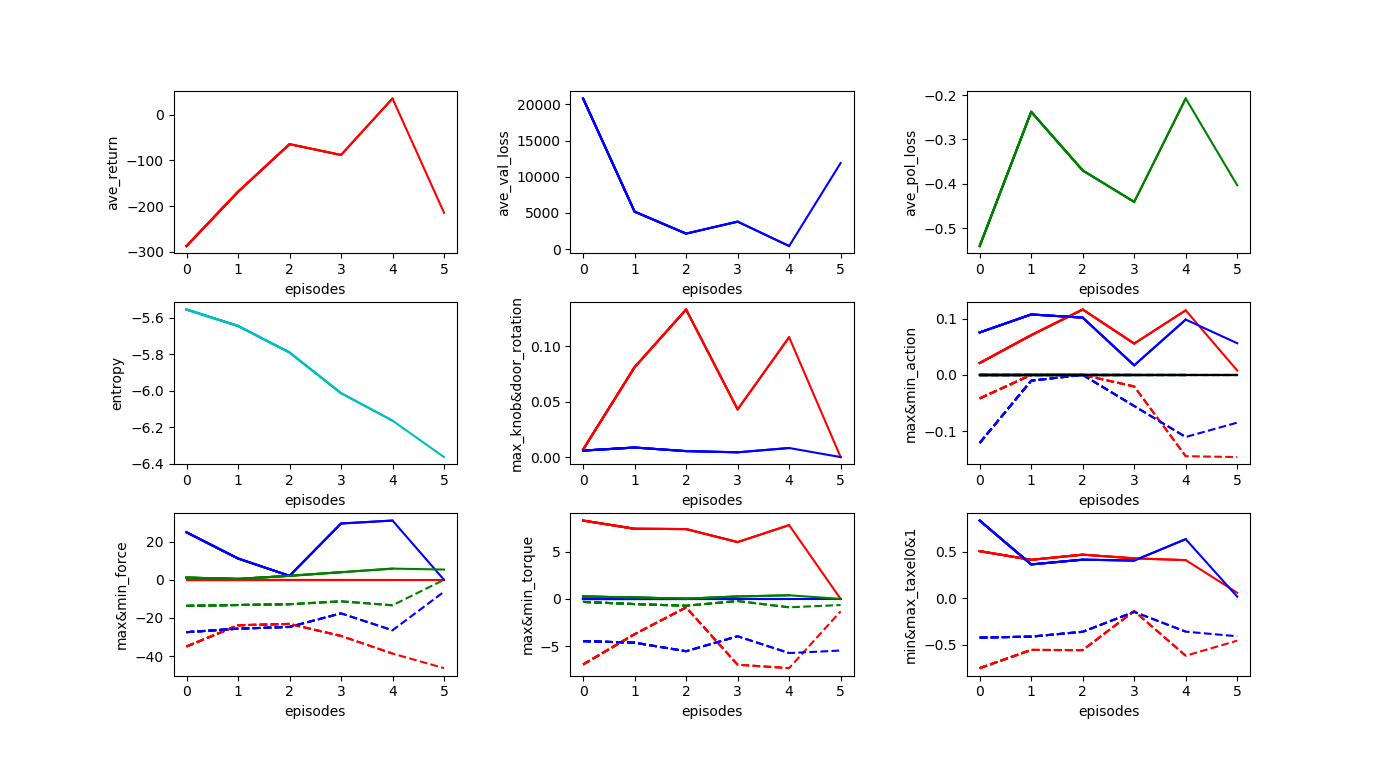 ave_return
0
−100
−200
−300
0 1 2 3 4 5
episodes
ave_val_loss
20000
15000
10000
5000
0
0 1 2 3 4 5
episodes
ave_pol_loss
−0.2
−0.3
−0.4
−0.5
0 1 2 3 4 5
episodes
entropy
−5.6
−5.8
−6.0
−6.2
−6.4
0 1 2 3 4 5
episodes
max_knob&door_rotation
0.10
0.05
0.00
0 1 2 3 4 5
episodes
max&min_action
0.1
0.0
−0.1
0 1 2 3 4 5
episodes
max&min_force
20
0
−20
−40
0 1 2 3 4 5
episodes
max&min_torque
5
0
−5
0 1 2 3 4 5
episodes
min&max_taxel0&1
0.5
0.0
−0.5
0 1 2 3 4 5
episodes